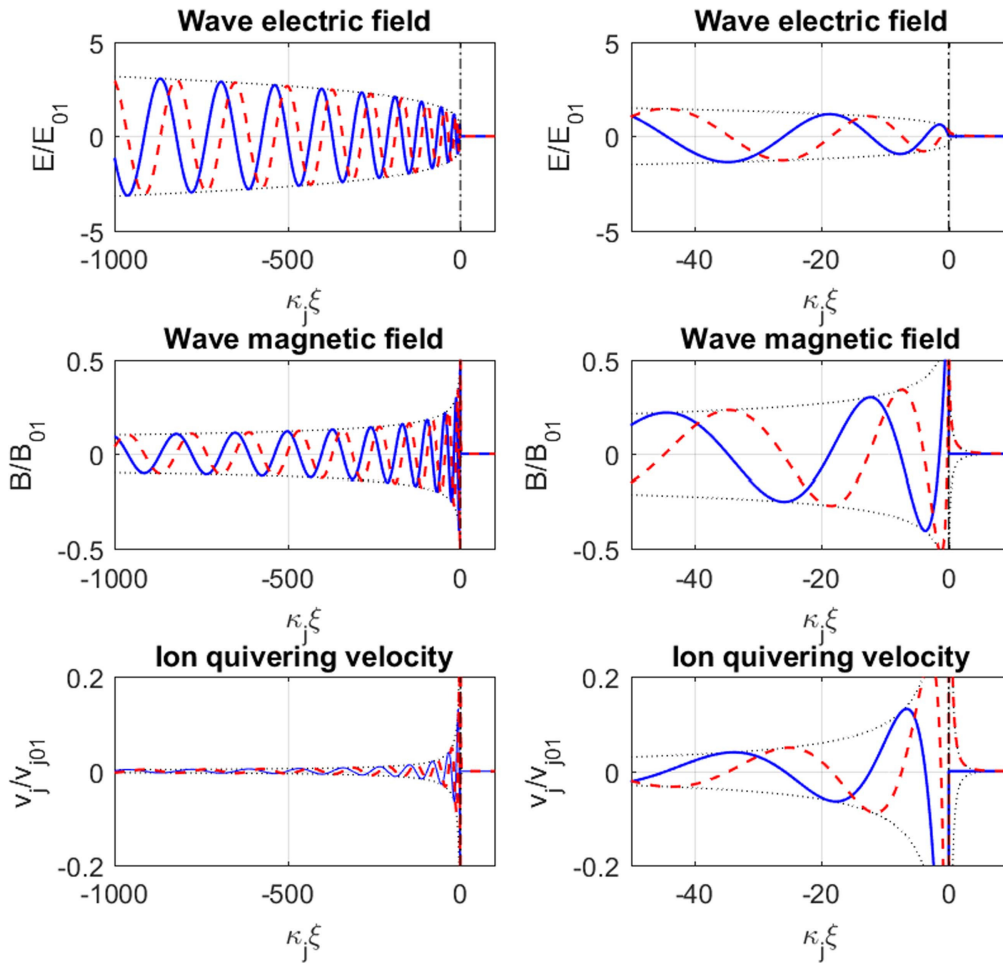 Wave electric field
5
0
-5
E/E01
-1000
-500
0
κjξ
Wave electric field
5
0
-5
E/E01
-40
-20
0
κjξ
Wave magnetic field
0.5
0
-0.5
B/B01
-1000
-500
0
κjξ
Wave magnetic field
0.5
0
-0.5
B/B01
-40
-20
0
κjξ
Ion quivering velocity
0.2
0
-0.2
vj/vj01
-1000
-500
0
κjξ
Ion quivering velocity
0.2
0
-0.2
vj/vj01
-40
-20
0
κjξ